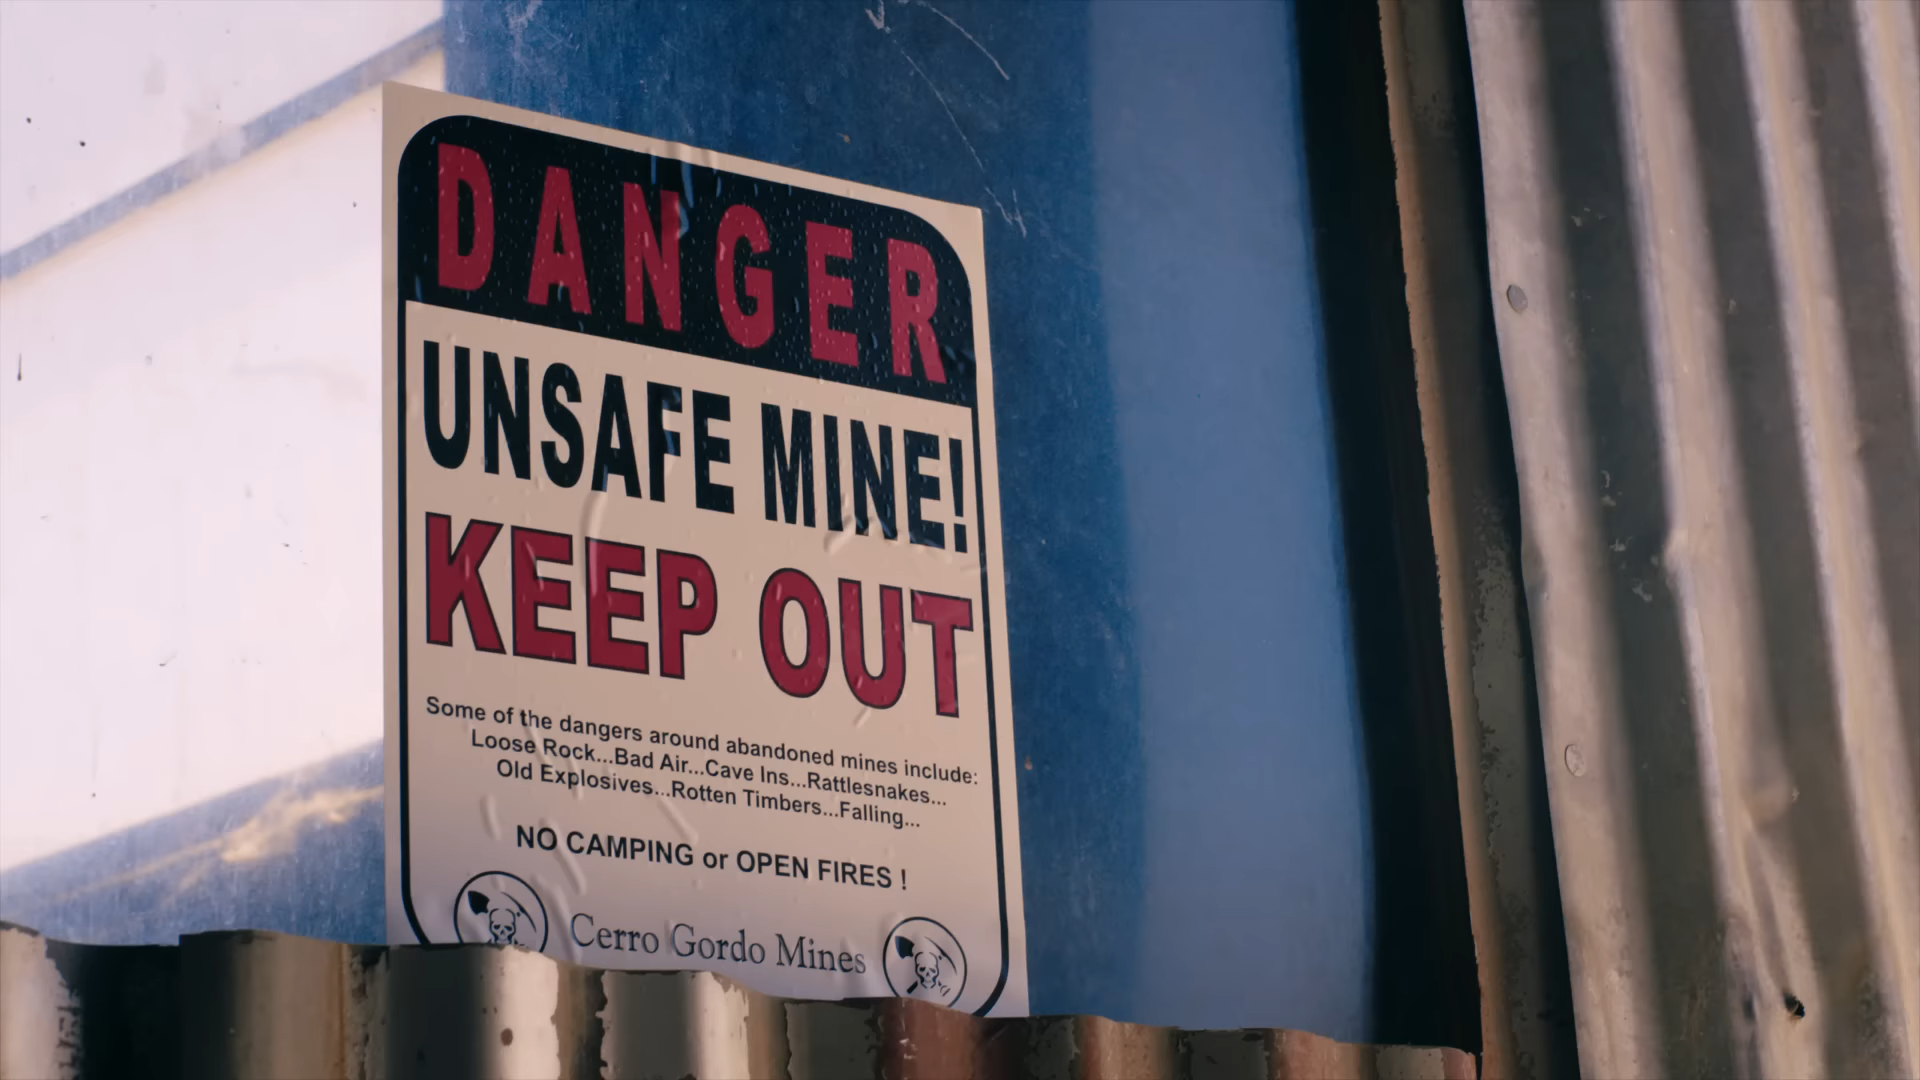 DANGER
UNSAFE MINE!
KEEP OUT
Some of the dangers around abandoned mines include:
Loose Rock...Bad Air...Cave Ins...Rattlesnakes...
Old Explosives...Rotten Timbers...Falling...
NO CAMPING or OPEN FIRES !
Cerro Gordo Mines